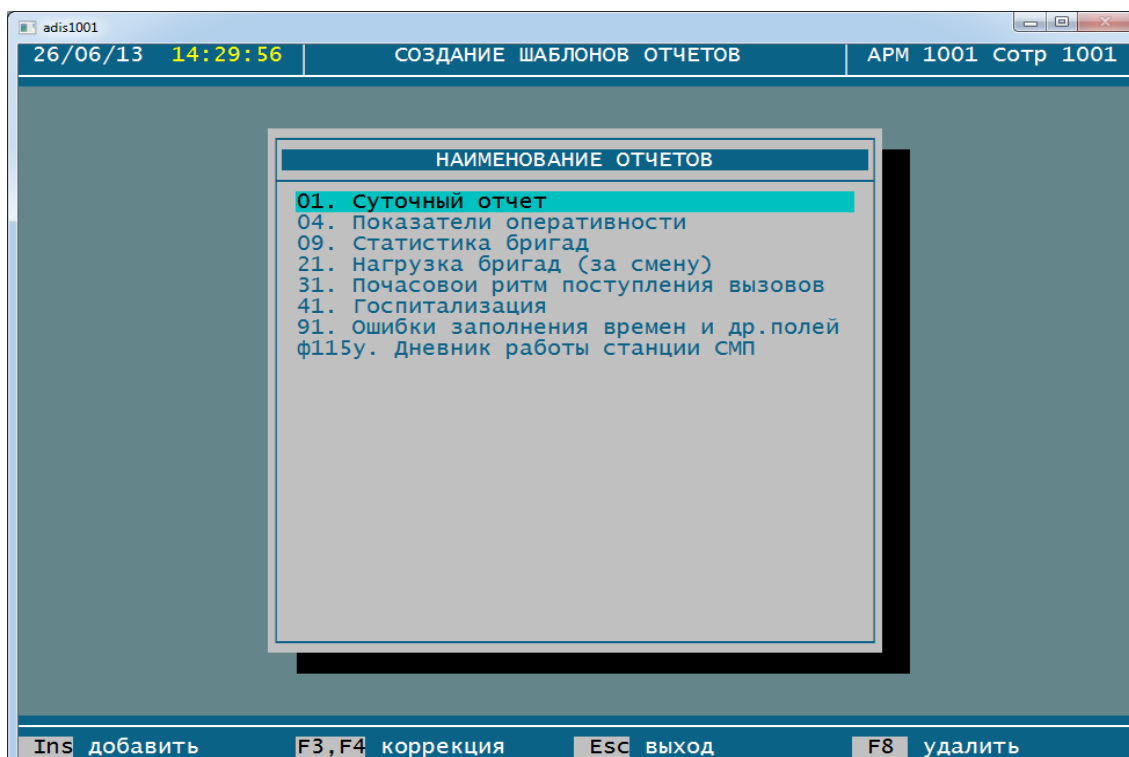 adis1001
26/06/13 14:29:56 СОЗДАНИЕ ШАБЛОНОВ ОТЧЕТОВ АРМ 1001 Сотр 1001
НАИМЕНОВАНИЕ ОТЧЕТОВ
01. Суточный отчет
04. Показатели оперативности
09. Статистика бригад
21. Нагрузка бригад (за смену)
31. Почасовои ритм поступления вызовов
41. Госпитализация
91. Ошибки заполнения времен и др.полей
ф115у. Дневник работы станции СМП
Ins добавить F3,F4 коррекция Esc выход F8 удалить